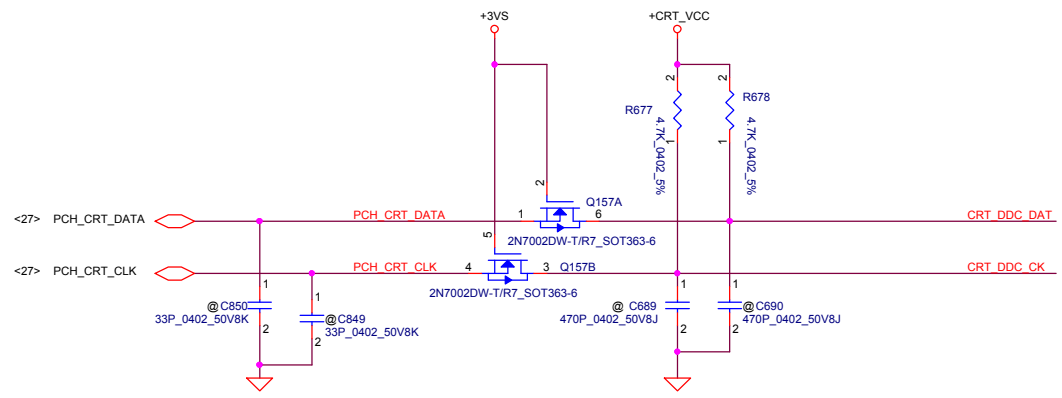 +3VS
+CRT_VCC
2
2
R677
R678
4.7K_0402_5%
4.7K_0402_5%
1
1
2
Q157A
<27> PCH_CRT_DATA
PCH_CRT_DATA
1
6
CRT_DDC_DAT
2N7002DW-T/R7_SOT363-6
5
<27> PCH_CRT_CLK
PCH_CRT_CLK
4
3
Q157B
CRT_DDC_CK
2N7002DW-T/R7_SOT363-6
1
1
1
1
@C850
33P_0402_50V8K
@C849
33P_0402_50V8K
@ C689
470P_0402_50V8J
@C690
470P_0402_50V8J
2
2
2
2